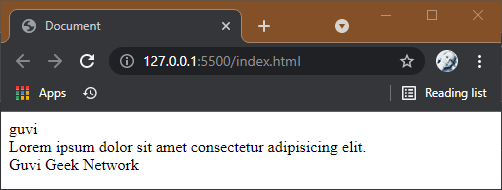 Document
127.0.0.1:5500/index.html
Apps
Reading list
guvi
Lorem ipsum dolor sit amet consectetur adipisicing elit.
Guvi Geek Network